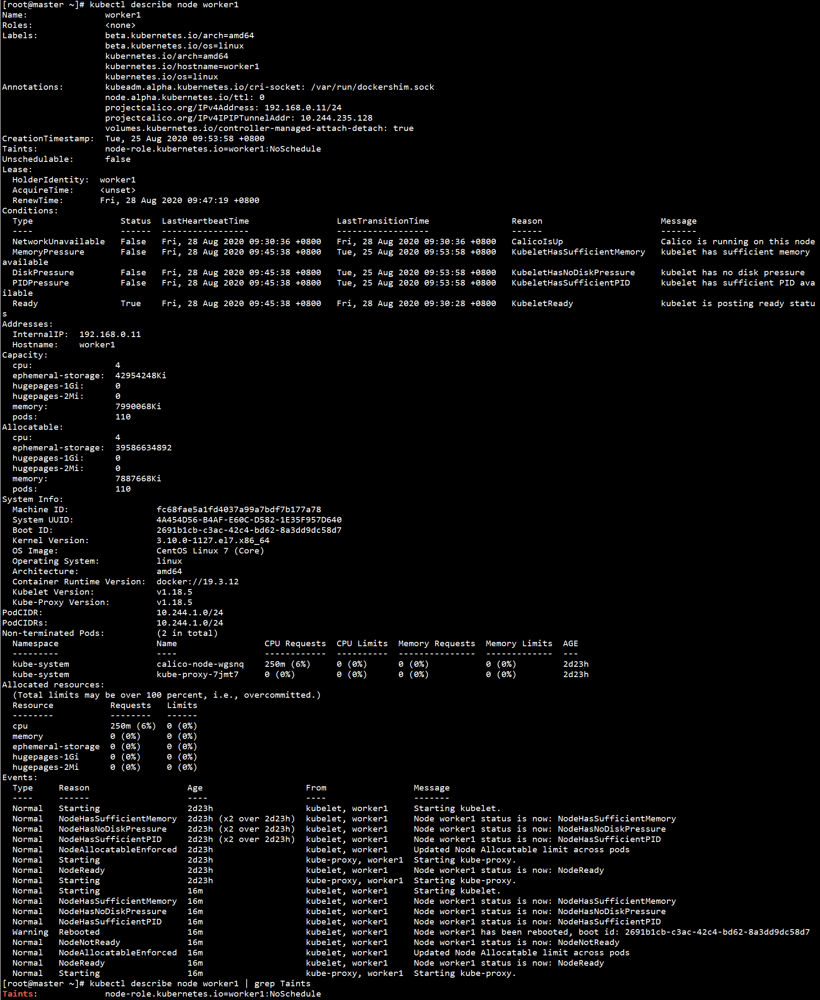 [root@master ~]# kubectl describe node worker1
Name:               worker1
Roles:              <none>
Labels:             beta.kubernetes.io/arch=amd64
                    beta.kubernetes.io/os=linux
                    kubernetes.io/arch=amd64
                    kubernetes.io/hostname=worker1
                    kubernetes.io/os=linux
Annotations:        kubeadm.alpha.kubernetes.io/cri-socket: /var/run/dockershim.sock
                    node.alpha.kubernetes.io/ttl: 0
                    projectcalico.org/IPv4Address: 192.168.0.11/24
                    projectcalico.org/IPv4IPIPTunnelAddr: 10.244.235.128
                    volumes.kubernetes.io/controller-managed-attach-detach: true
CreationTimestamp:  Tue, 25 Aug 2020 09:53:58 +0800
Taints:             node-role.kubernetes.io=worker1:NoSchedule
Unschedulable:      false
Lease:
  HolderIdentity:  worker1
  AcquireTime:     <unset>
  RenewTime:       Fri, 28 Aug 2020 09:47:19 +0800
Conditions:
  Type                 Status  LastHeartbeatTime                 LastTransitionTime                Reason                       Message
  ----                 ------  -----------------                 ------------------                ------                       -------
  NetworkUnavailable   False   Fri, 28 Aug 2020 09:30:36 +0800   Fri, 28 Aug 2020 09:30:36 +0800   CalicoIsUp                   Calico is running on this node
  MemoryPressure       False   Fri, 28 Aug 2020 09:45:38 +0800   Tue, 25 Aug 2020 09:53:58 +0800   KubeletHasSufficientMemory   kubelet has sufficient memory
available
  DiskPressure         False   Fri, 28 Aug 2020 09:45:38 +0800   Tue, 25 Aug 2020 09:53:58 +0800   KubeletHasNoDiskPressure     kubelet has no disk pressure
  PIDPressure          False   Fri, 28 Aug 2020 09:45:38 +0800   Tue, 25 Aug 2020 09:53:58 +0800   KubeletHasSufficientPID      kubelet has sufficient PID ava
ilable
  Ready                True    Fri, 28 Aug 2020 09:45:38 +0800   Fri, 28 Aug 2020 09:30:28 +0800   KubeletReady                 kubelet is posting ready statu
s
Addresses:
  InternalIP:  192.168.0.11
  Hostname:    worker1
Capacity:
  cpu:                4
  ephemeral-storage:  42954248Ki
  hugepages-1Gi:      0
  hugepages-2Mi:      0
  memory:             7990068Ki
  pods:               110
Allocatable:
  cpu:                4
  ephemeral-storage:  39586634892
  hugepages-1Gi:      0
  hugepages-2Mi:      0
  memory:             7887668Ki
  pods:               110
System Info:
  Machine ID:                 fc68fae5a1fd4037a99a7bdf7b177a78
  System UUID:                4A454D56-B4AF-E60C-D582-1E35F957D640
  Boot ID:                    2691b1cb-c3ac-42c4-bd62-8a3dd9dc58d7
  Kernel Version:             3.10.0-1127.el7.x86_64
  OS Image:                   CentOS Linux 7 (Core)
  Operating System:           linux
  Architecture:               amd64
  Container Runtime Version:  docker://19.3.12
  Kubelet Version:            v1.18.5
  Kube-Proxy Version:         v1.18.5
PodCIDR:                      10.244.1.0/24
PodCIDRs:                     10.244.1.0/24
Non-terminated Pods:          (2 in total)
  Namespace                   Name                 CPU Requests  CPU Limits  Memory Requests  Memory Limits  AGE
  ---------                   ----                 ------------  ----------  ---------------  -------------  ---
  kube-system                 calico-node-wgsnq    250m (6%)     0 (0%)      0 (0%)           0 (0%)         2d23h
  kube-system                 kube-proxy-7jmt7     0 (0%)        0 (0%)      0 (0%)           0 (0%)         2d23h
Allocated resources:
  (Total limits may be over 100 percent, i.e., overcommitted.)
  Resource           Requests   Limits
  --------           --------   ------
  cpu                250m (6%)  0 (0%)
  memory             0 (0%)     0 (0%)
  ephemeral-storage  0 (0%)     0 (0%)
  hugepages-1Gi      0 (0%)     0 (0%)
  hugepages-2Mi      0 (0%)     0 (0%)
Events:
  Type     Reason                   Age                    From                 Message
  ----     ------                   ----                   ----                 -------
  Normal   Starting                 2d23h                  kubelet, worker1     Starting kubelet.
  Normal   NodeHasSufficientMemory  2d23h (x2 over 2d23h)  kubelet, worker1     Node worker1 status is now: NodeHasSufficientMemory
  Normal   NodeHasNoDiskPressure    2d23h (x2 over 2d23h)  kubelet, worker1     Node worker1 status is now: NodeHasNoDiskPressure
  Normal   NodeHasSufficientPID     2d23h (x2 over 2d23h)  kubelet, worker1     Node worker1 status is now: NodeHasSufficientPID
  Normal   NodeAllocatableEnforced  2d23h                  kubelet, worker1     Updated Node Allocatable limit across pods
  Normal   Starting                 2d23h                  kube-proxy, worker1  Starting kube-proxy.
  Normal   NodeReady                2d23h                  kubelet, worker1     Node worker1 status is now: NodeReady
  Normal   Starting                 2d23h                  kube-proxy, worker1  Starting kube-proxy.
  Normal   Starting                 16m                    kubelet, worker1     Starting kubelet.
  Normal   NodeHasSufficientMemory  16m                    kubelet, worker1     Node worker1 status is now: NodeHasSufficientMemory
  Normal   NodeHasNoDiskPressure    16m                    kubelet, worker1     Node worker1 status is now: NodeHasNoDiskPressure
  Normal   NodeHasSufficientPID     16m                    kubelet, worker1     Node worker1 status is now: NodeHasSufficientPID
  Warning  Rebooted                 16m                    kubelet, worker1     Node worker1 has been rebooted, boot id: 2691b1cb-c3ac-42c4-bd62-8a3dd9dc58d7
  Normal   NodeNotReady             16m                    kubelet, worker1     Node worker1 status is now: NodeNotReady
  Normal   NodeAllocatableEnforced  16m                    kubelet, worker1     Updated Node Allocatable limit across pods
  Normal   NodeReady                16m                    kubelet, worker1     Node worker1 status is now: NodeReady
  Normal   Starting                 16m                    kube-proxy, worker1  Starting kube-proxy.
[root@master ~]# kubectl describe node worker1 | grep Taints
Taints:             node-role.kubernetes.io=worker1:NoSchedule